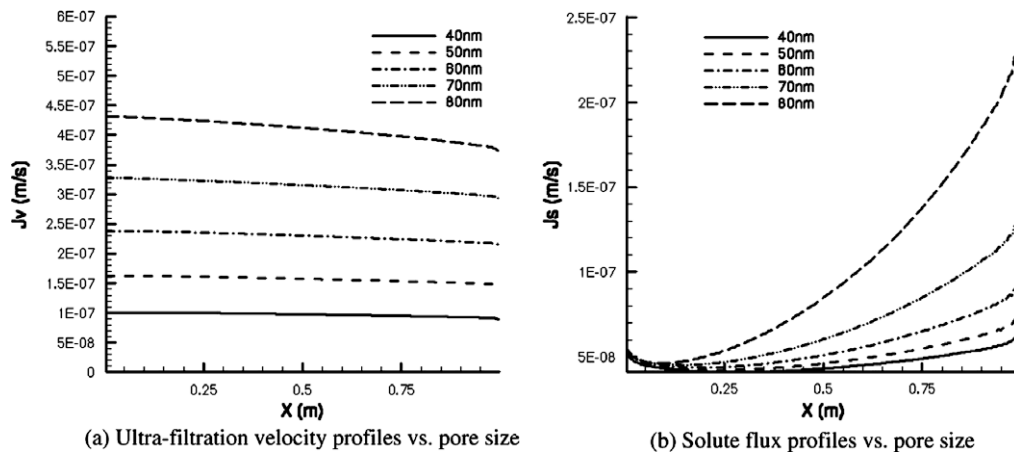 6E-07
5.5E-07
5E-07
4.5E-07
4E-07
3.5E-07
3E-07
2.5E-07
2E-07
1.5E-07
1E-07
5E-08
0
Jv (m/s)
40nm
50nm
60nm
70nm
80nm
0.25
0.5
0.75
X (m)
(a) Ultra-filtration velocity profiles vs. pore size
2.5E-07
2E-07
1.5E-07
1E-07
5E-08
Js (m/s)
40nm
50nm
60nm
70nm
80nm
0.25
0.5
0.75
X (m)
(b) Solute flux profiles vs. pore size